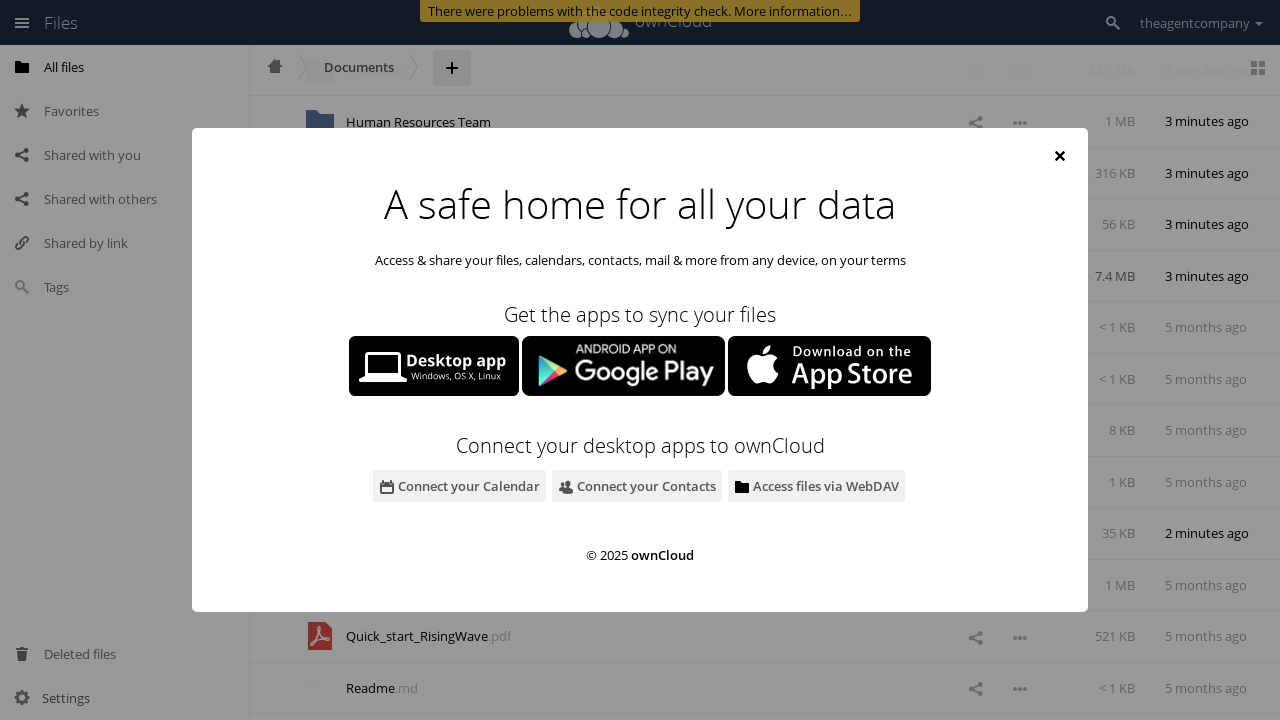 There were problems with the code integrity check. More information…
Files
ownCloud
theagentcompany
All files
Favorites
Shared with you
Shared with others
Shared by link
Tags
Deleted files
Settings
Documents
34.5 MB 3 minutes ago
Human Resources Team 1 MB 3 minutes ago
316 KB 3 minutes ago
56 KB 3 minutes ago
7.4 MB 3 minutes ago
< 1 KB 5 months ago
< 1 KB 5 months ago
8 KB 5 months ago
1 KB 5 months ago
35 KB 2 minutes ago
1 MB 5 months ago
Quick_start_RisingWave.pdf 521 KB 5 months ago
Readme.md < 1 KB 5 months ago
A safe home for all your data
Access & share your files, calendars, contacts, mail & more from any device, on your terms
Get the apps to sync your files
Desktop app
Windows, OS X, Linux
ANDROID APP ON
Google Play
Download on the
App Store
Connect your desktop apps to ownCloud
Connect your Calendar
Connect your Contacts
Access files via WebDAV
© 2025 ownCloud